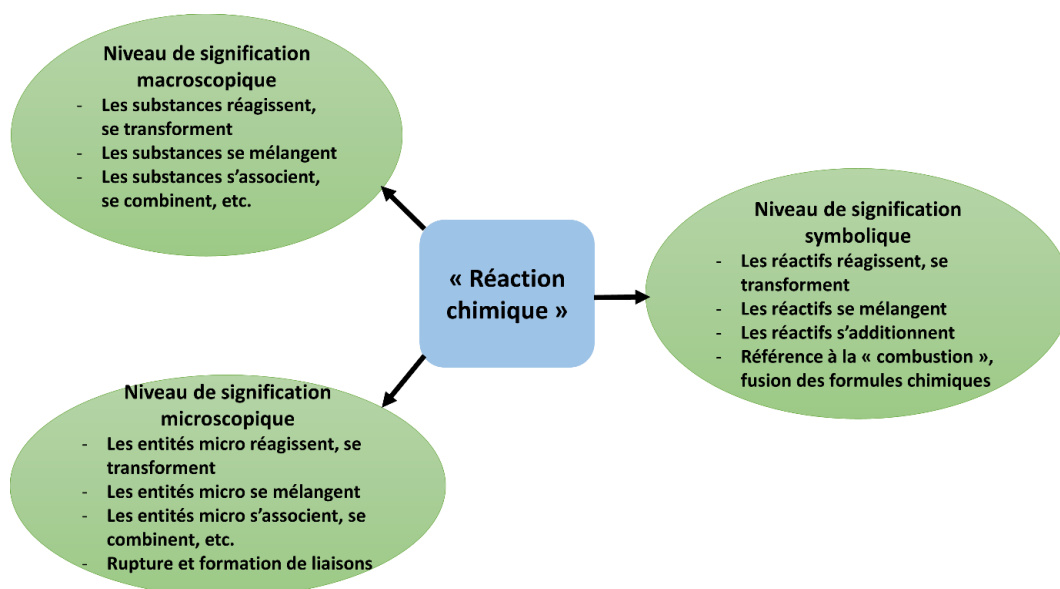 Niveau de signification
macroscopique
- Les substances réagissent,
se transforment
- Les substances se mélangent
- Les substances s'associent,
se combinent, etc.
« Réaction
chimique »
Niveau de signification
symbolique
- Les réactifs réagissent, se
transforment
- Les réactifs se mélangent
- Les réactifs s'additionnent
- Référence à la « combustion »,
fusion des formules chimiques
Niveau de signification
microscopique
- Les entités micro réagissent, se
transforment
- Les entités micro se mélangent
- Les entités micro s'associent, se
combinent, etc.
- Rupture et formation de liaisons